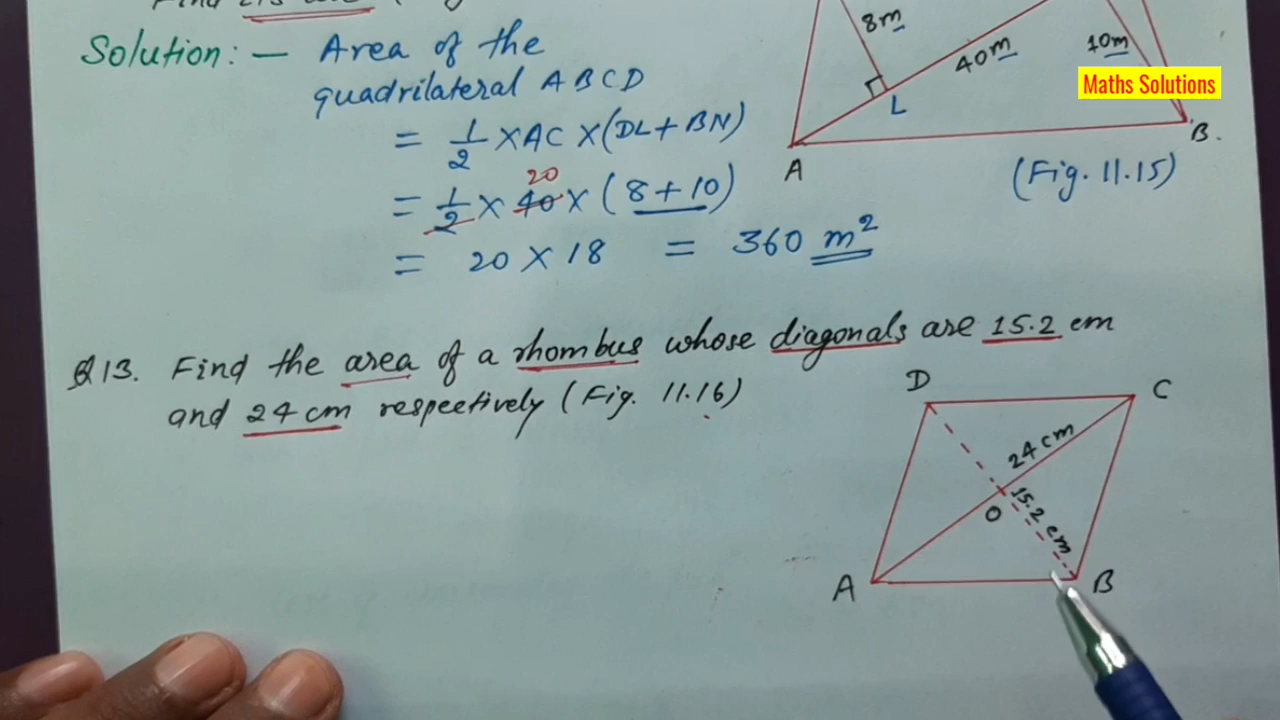 Solution:- Area of the
quadrilateral ABCD
= 1/2 × AC × (DL + BN)
20
= 1/2 × 40 × (8 + 10)
= 20 × 18 = 360 m²
8m
40m
10m
L
A
B.
(Fig. 11.15)
Maths Solutions
Q13. Find the area of a rhombus whose diagonals are 15.2 cm
and 24 cm respectively (Fig. 11.16)
D
C
24 cm
O
15.2 cm
A
B